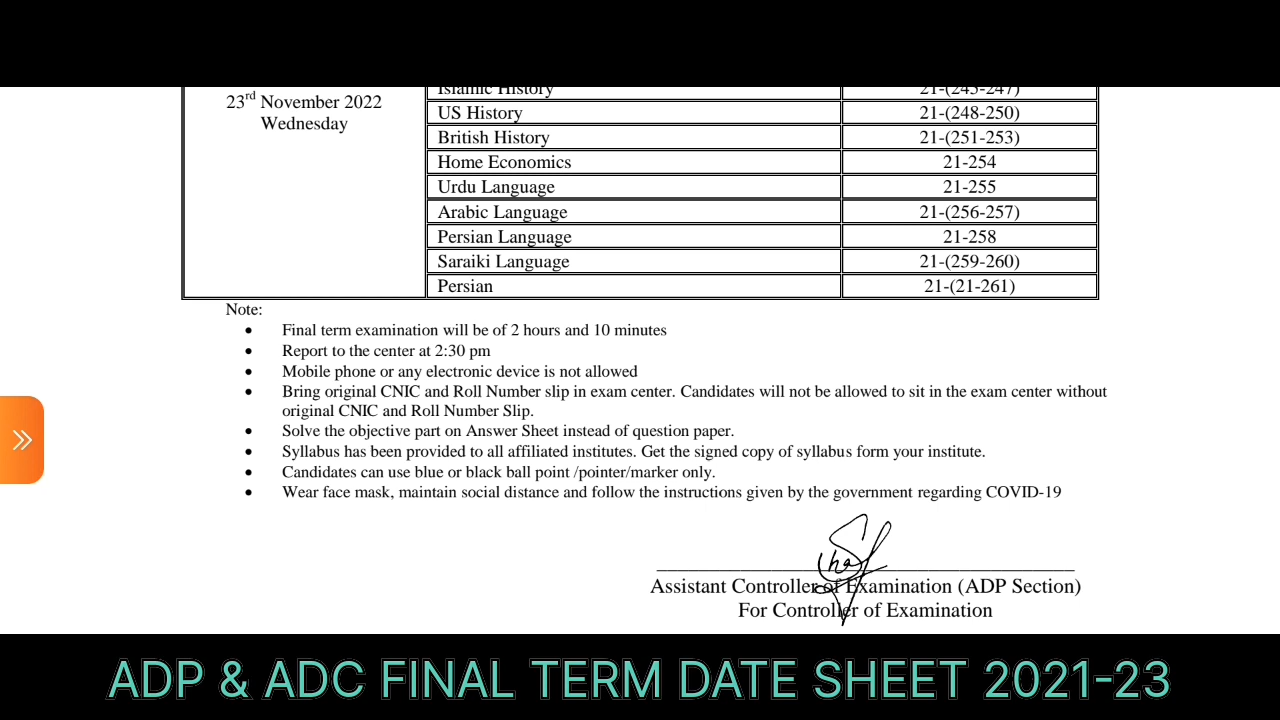 Islamic History 21-(245-247)
23rd November 2022
Wednesday
US History 21-(248-250)
British History 21-(251-253)
Home Economics 21-254
Urdu Language 21-255
Arabic Language 21-(256-257)
Persian Language 21-258
Saraiki Language 21-(259-260)
Persian 21-(21-261)
Note:
• Final term examination will be of 2 hours and 10 minutes
• Report to the center at 2:30 pm
• Mobile phone or any electronic device is not allowed
• Bring original CNIC and Roll Number slip in exam center. Candidates will not be allowed to sit in the exam center without
original CNIC and Roll Number Slip.
• Solve the objective part on Answer Sheet instead of question paper.
• Syllabus has been provided to all affiliated institutes. Get the signed copy of syllabus form your institute.
• Candidates can use blue or black ball point /pointer/marker only.
• Wear face mask, maintain social distance and follow the instructions given by the government regarding COVID-19
Assistant Controller of Examination (ADP Section)
For Controller of Examination
ADP & ADC FINAL TERM DATE SHEET 2021-23